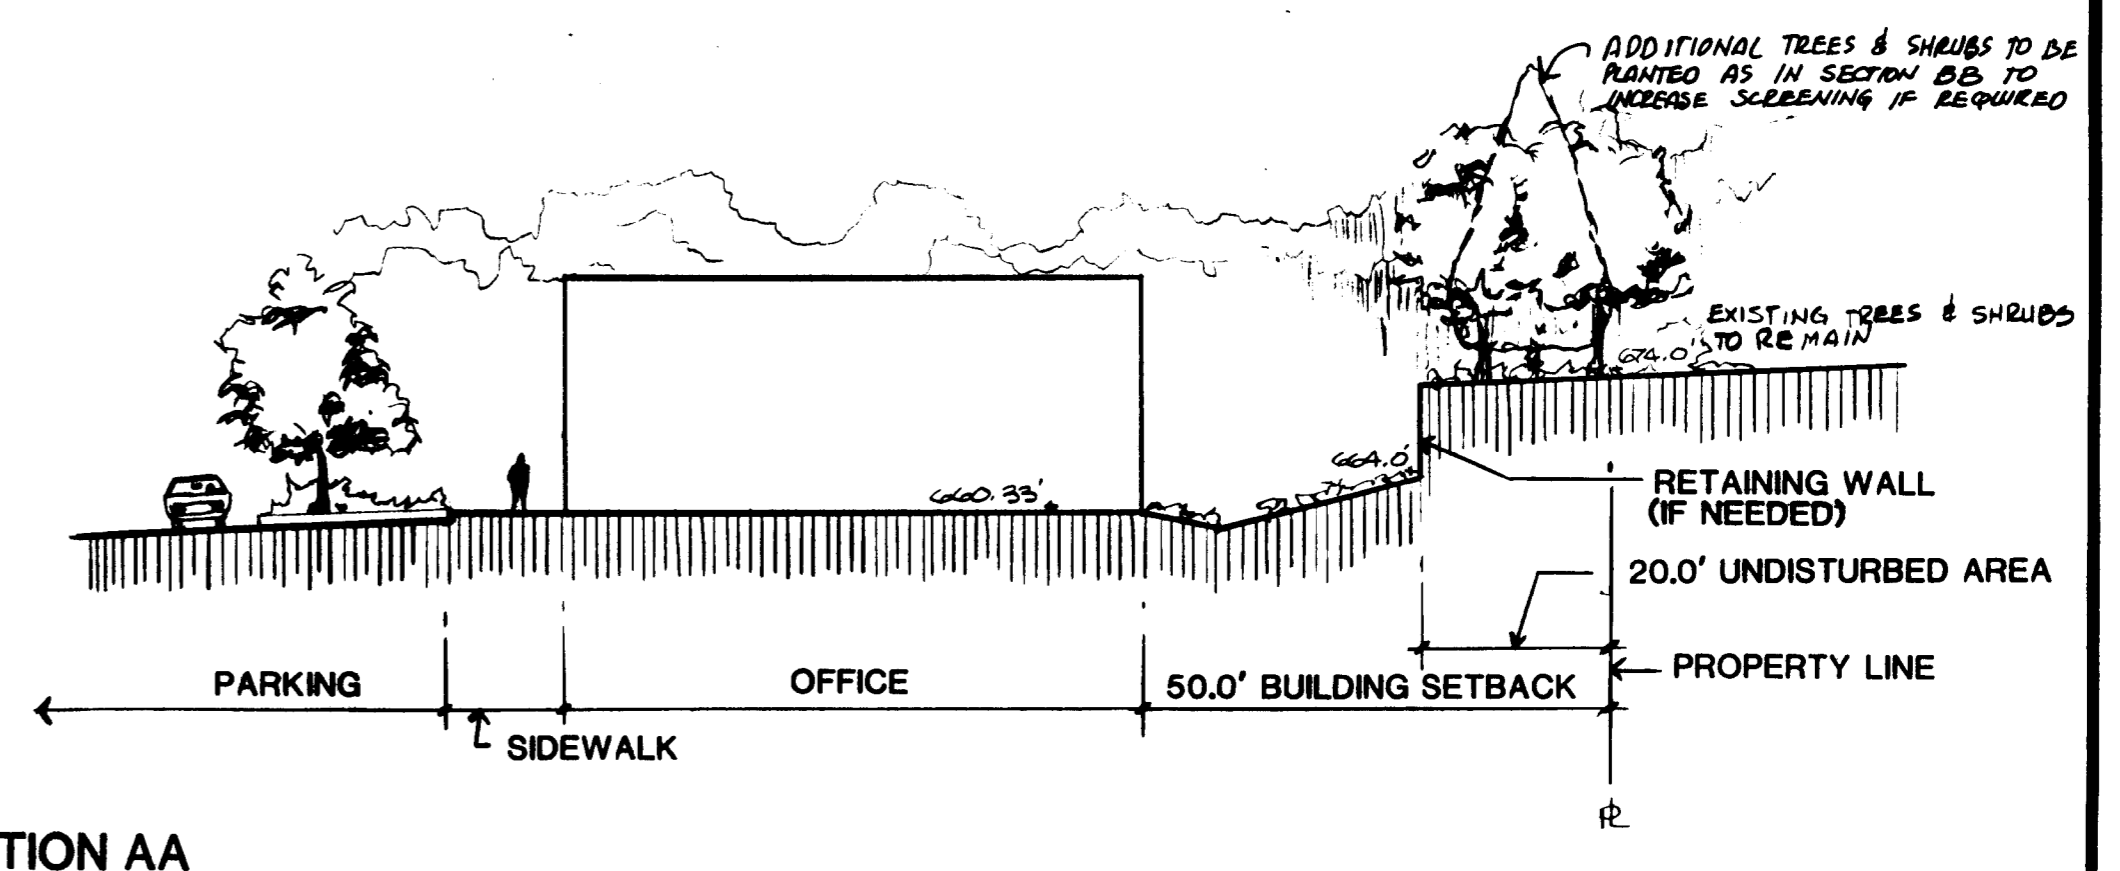 ADDITIONAL TREES & SHRUBS TO BE
PLANTED AS IN SECTION BB TO
INCREASE SCREENING IF REQUIRED
EXISTING TREES & SHRUBS
TO REMAIN
674.0'
664.0'
660.33'
RETAINING WALL
(IF NEEDED)
20.0' UNDISTURBED AREA
PROPERTY LINE
PARKING
OFFICE
50.0' BUILDING SETBACK
SIDEWALK
PL
TION AA